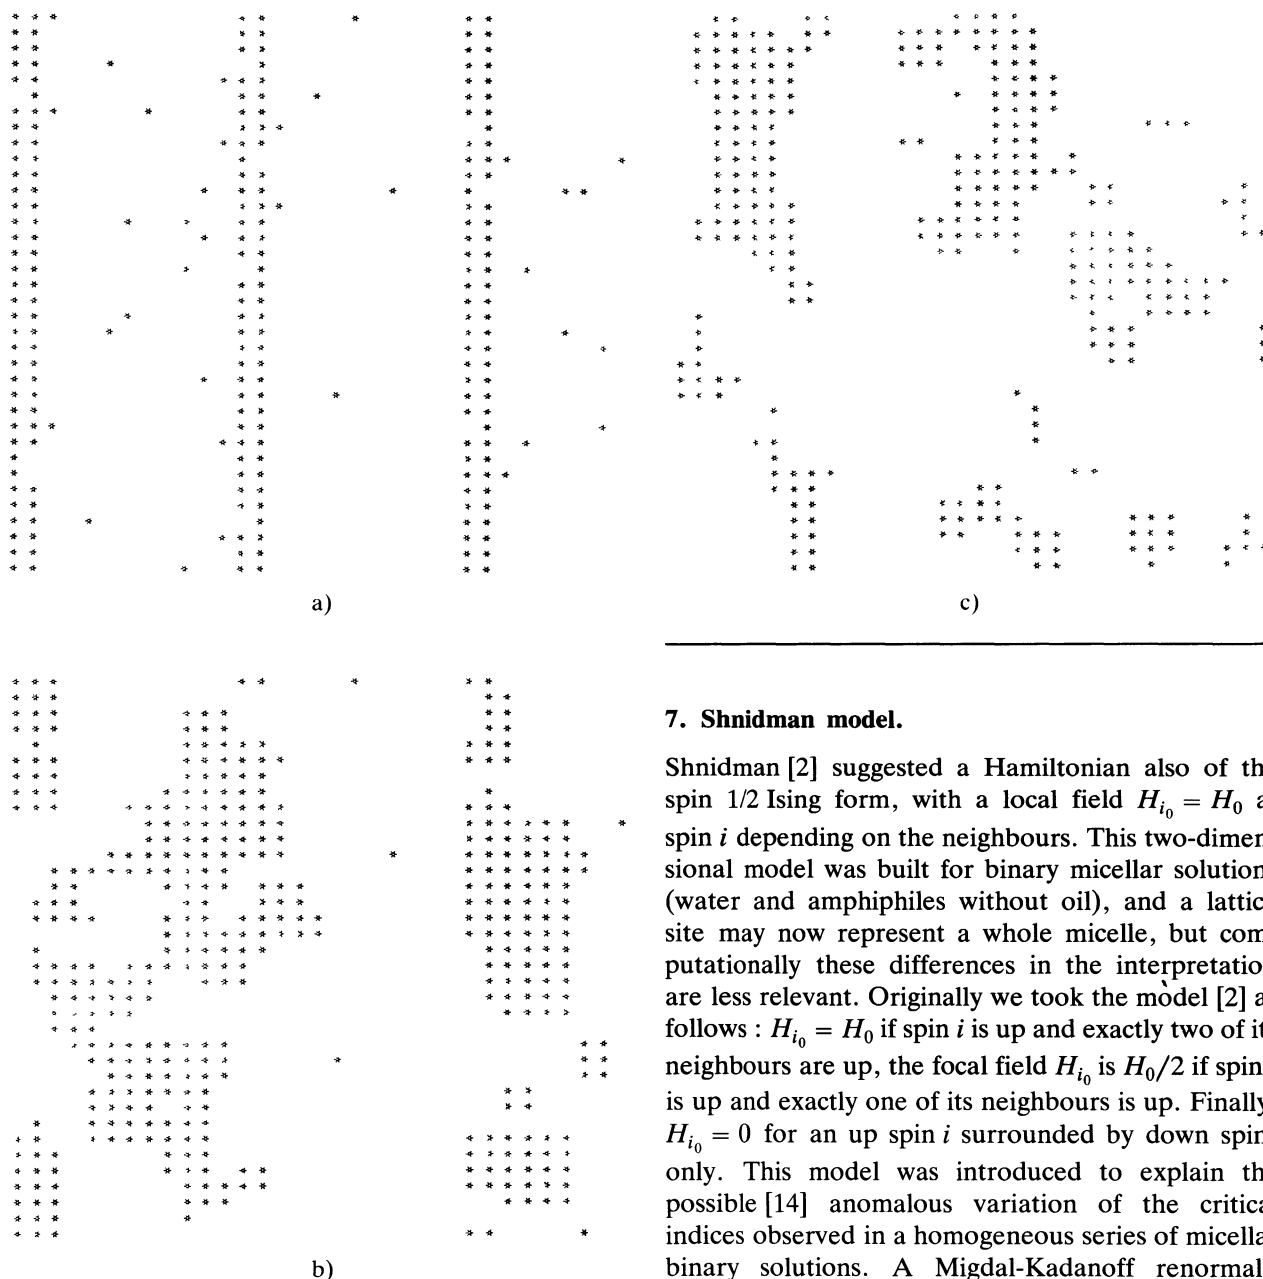 a)
c)
b)
7. Shnidman model.
Shnidman [2] suggested a Hamiltonian also of th
spin 1/2 Ising form, with a local field H_{i_0} = H_0 a
spin i depending on the neighbours. This two-dimen
sional model was built for binary micellar solution
(water and amphiphiles without oil), and a lattic
site may now represent a whole micelle, but com
putationally these differences in the interpretatio
are less relevant. Originally we took the model [2] a
follows : H_{i_0} = H_0 if spin i is up and exactly two of it
neighbours are up, the focal field H_{i_0} is H_0/2 if spin
is up and exactly one of its neighbours is up. Finally
H_{i_0} = 0 for an up spin i surrounded by down spin
only. This model was introduced to explain th
possible [14] anomalous variation of the critica
indices observed in a homogeneous series of micella
binary solutions. A Migdal-Kadanoff renormal